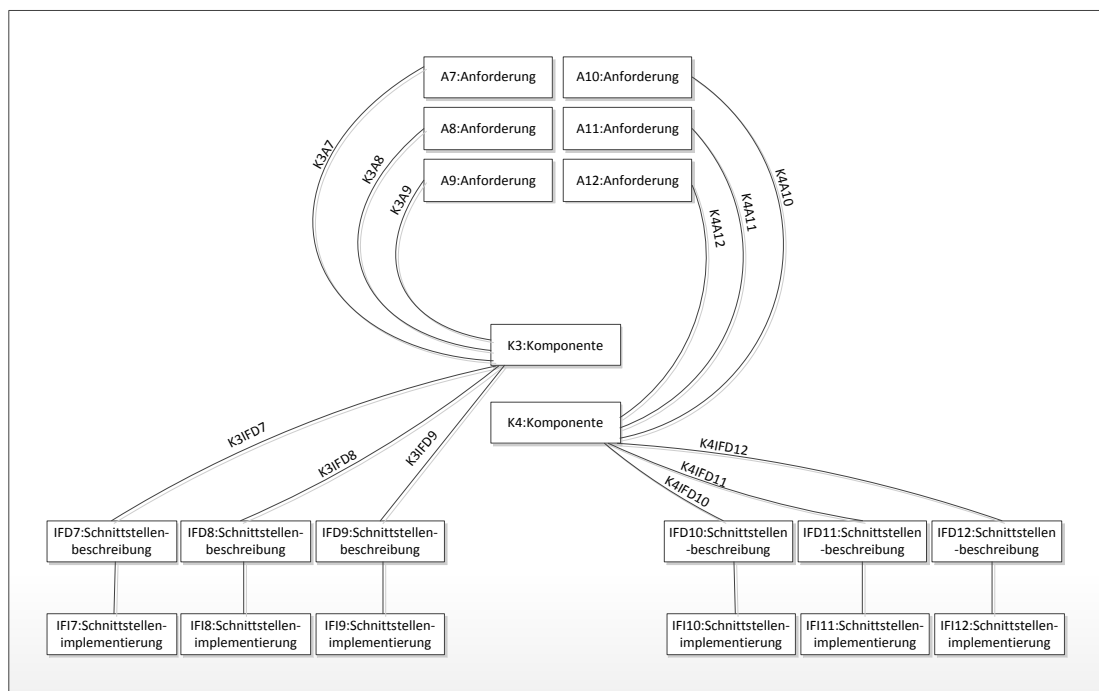 A7:Anforderung
A10:Anforderung
A8:Anforderung
A11:Anforderung
A9:Anforderung
A12:Anforderung
K3A7
K3A8
K3A9
K4A12
K4A11
K4A10
K3:Komponente
K4:Komponente
K3IFD7
K3IFD8
K3IFD9
K4IFD12
K4IFD11
K4IFD10
IFD7:Schnittstellen-
beschreibung
IFD8:Schnittstellen-
beschreibung
IFD9:Schnittstellen-
beschreibung
IFD10:Schnittstellen
-beschreibung
IFD11:Schnittstellen
-beschreibung
IFD12:Schnittstellen
-beschreibung
IFI7:Schnittstellen-
implementierung
IFI8:Schnittstellen-
implementierung
IFI9:Schnittstellen-
implementierung
IFI10:Schnittstellen-
implementierung
IFI11:Schnittstellen-
implementierung
IFI12:Schnittstellen-
implementierung